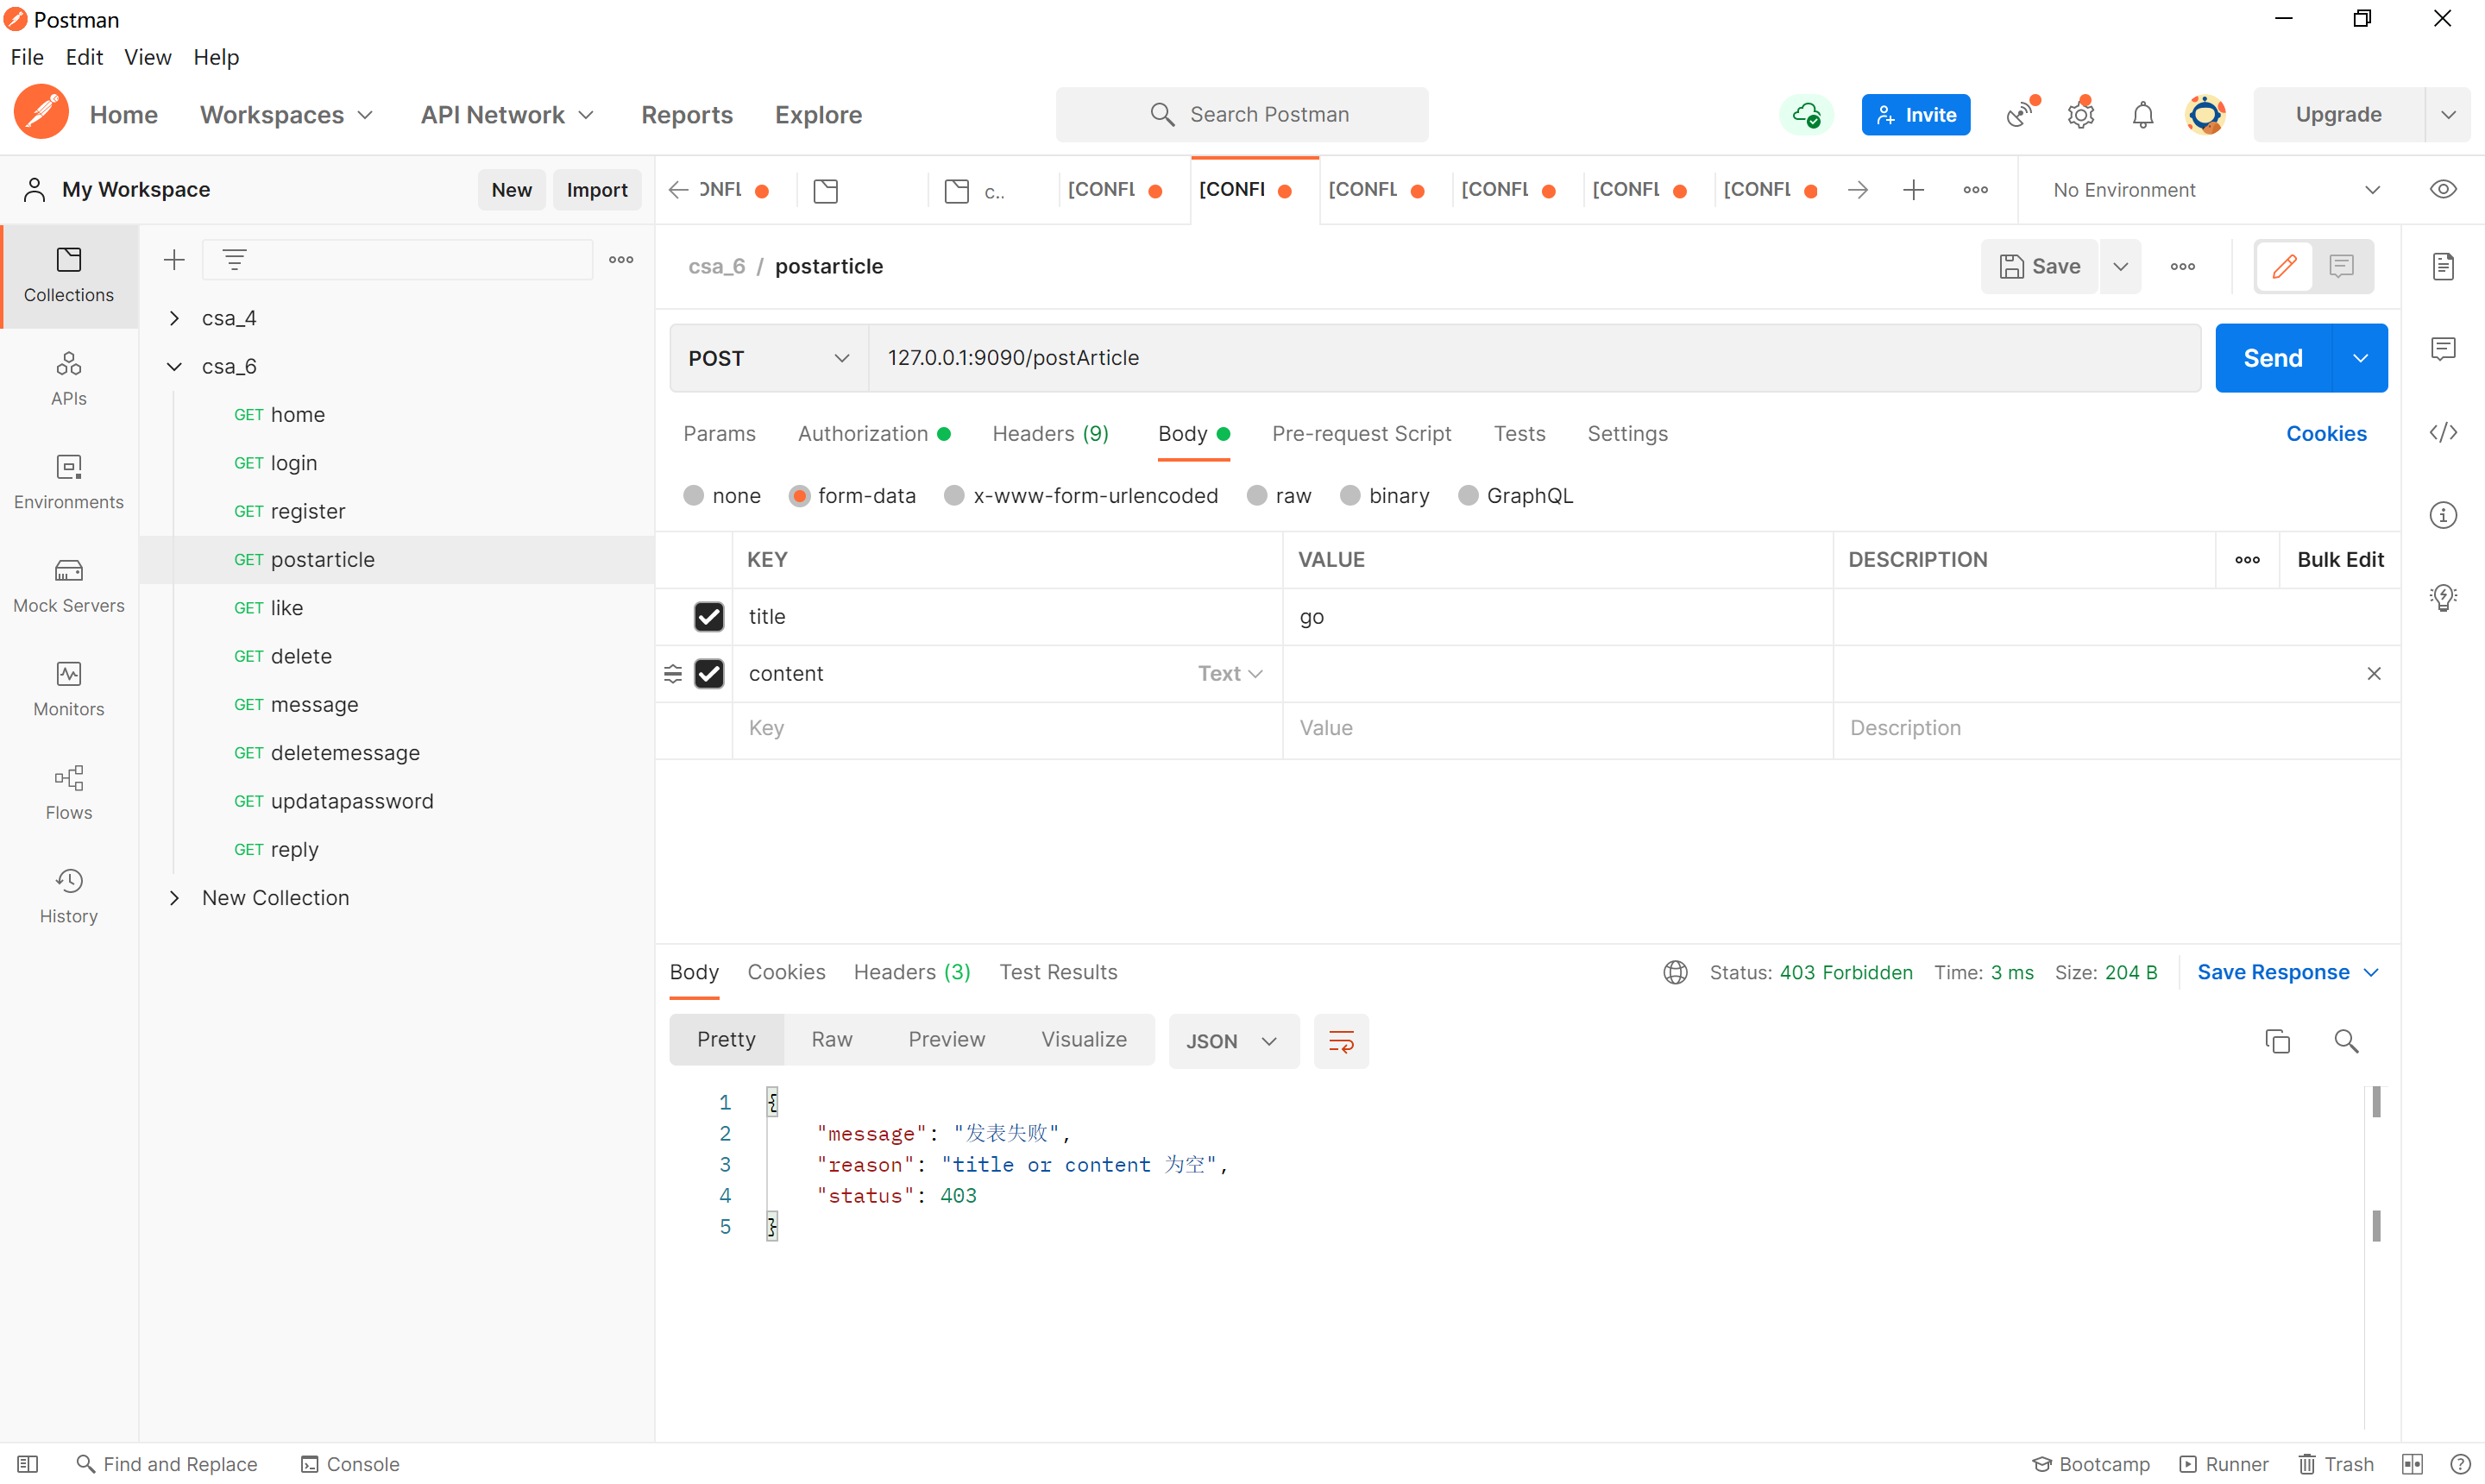 Postman
File Edit View Help
Home Workspaces API Network Reports Explore Search Postman Invite Upgrade
My Workspace New Import ONFL c.. [CONFL [CONFI [CONFL [CONFL [CONFL [CONFL No Environment
Collections
APIs
Environments
Mock Servers
Monitors
Flows
History
csa_4
csa_6
GET home
GET login
GET register
GET postarticle
GET like
GET delete
GET message
GET deletemessage
GET updatapassword
GET reply
New Collection
csa_6 / postarticle Save
POST 127.0.0.1:9090/postArticle Send
Params Authorization Headers (9) Body Pre-request Script Tests Settings Cookies
none form-data x-www-form-urlencoded raw binary GraphQL
KEY VALUE DESCRIPTION Bulk Edit
title go
content Text
Key Value Description
Body Cookies Headers (3) Test Results Status: 403 Forbidden Time: 3 ms Size: 204 B Save Response
Pretty Raw Preview Visualize JSON
1 {
2 "message": "发表失败",
3 "reason": "title or content 为空",
4 "status": 403
5 }
Find and Replace Console Bootcamp Runner Trash